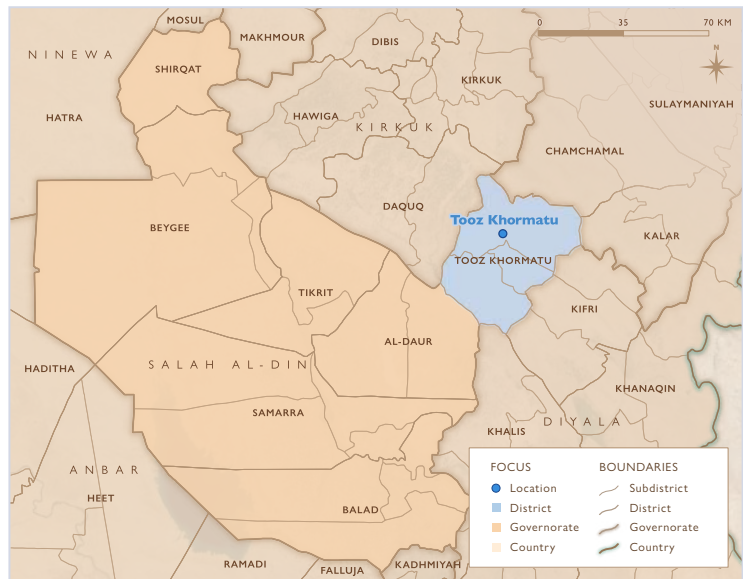 MOSUL
0 35 70 KM
MAKHMOUR
DIBIS
N
NINEWA
SHIRQAT
KIRKUK
SULAYMANIYAH
HATRA
HAWIGA
KIRKUK
CHAMCHAMAL
DAQUQ
Tooz Khormatu
BEYGEE
KALAR
TOOZ KHORMATU
TIKRIT
KIFRI
AL-DAUR
HADITHA
SALAH AL-DIN
KHANAQIN
SAMARRA
DIYALA
KHALIS
ANBAR
HEET
BALAD
RAMADI
FALLUJA
KADHMIYAH
FOCUS
Location
District
Governorate
Country
BOUNDARIES
Subdistrict
District
Governorate
Country